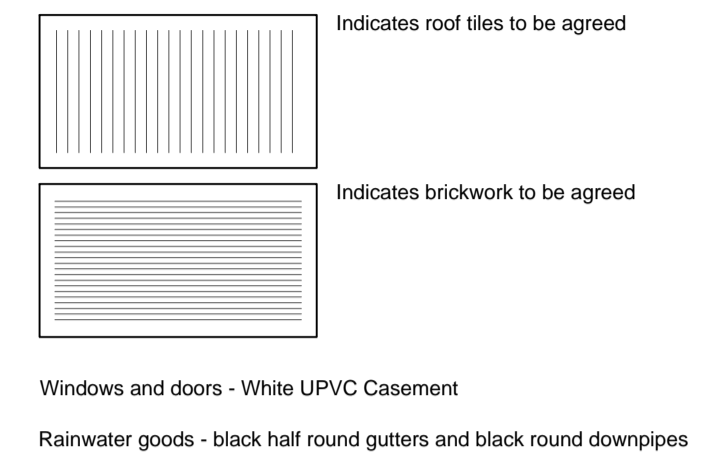 Indicates roof tiles to be agreed
Indicates brickwork to be agreed
Windows and doors - White UPVC Casement
Rainwater goods - black half round gutters and black round downpipes